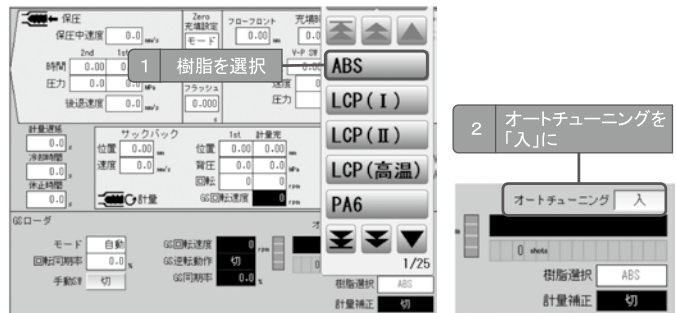 保圧
保圧中速度 0.0 mm/s
2nd 1st
時間 0.00
圧力 0.0 0.0 MPa
後退速度 0.0 mm/s
Zero
充填設定
モード
フラッシュ
0.000
s
フローフロント
0.00
V-P SW
0.00
速度
圧力
1 樹脂を選択
ABS
LCP(Ⅰ)
LCP(Ⅱ)
LCP(高温)
PA6
1/25
樹脂選択 ABS
計量補正 切
計量遅延
0.0 s
冷却時間
0.0 s
休止時間
0.0 s
サックバック
位置 0.00 mm
速度 0.0 mm/s
計量
1st 計量完
位置 0.00 0.00 mm
背圧 0.0 0.0 MPa
回転 0 0 rpm
GS回転速度 0 rpm
GSローダ
モード 自動
回転同期率 0.0 %
手動SW 切
GS回転速度 0 rpm
GS逆転動作 切
GS同期率 0.0 %
オ
2 オートチューニングを
「入」に
オートチューニング 入
0 shots
樹脂選択 ABS
計量補正 切